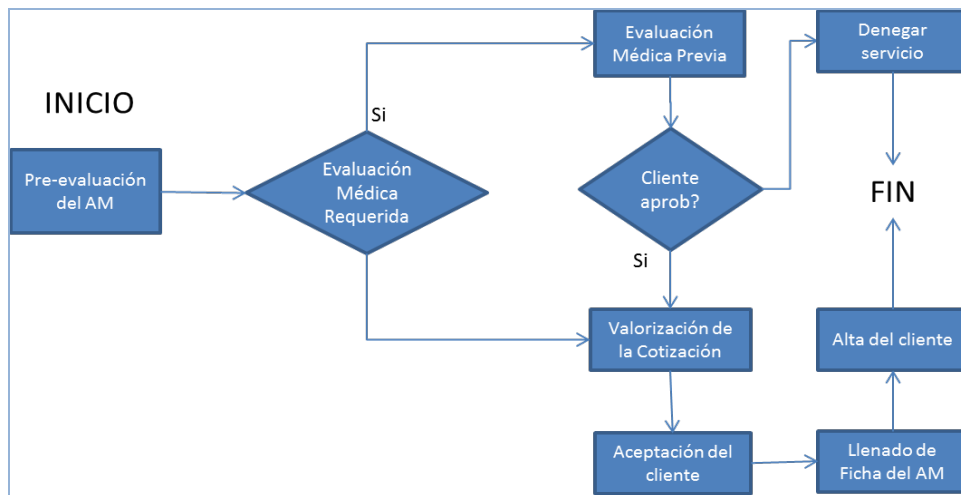 INICIO
Pre-evaluación
del AM
Si
Evaluación
Médica
Requerida
Evaluación
Médica Previa
Cliente
aprob?
Si
Denegar
servicio
FIN
Valorización de
la Cotización
Aceptación del
cliente
Llenado de
Ficha del AM
Alta del cliente